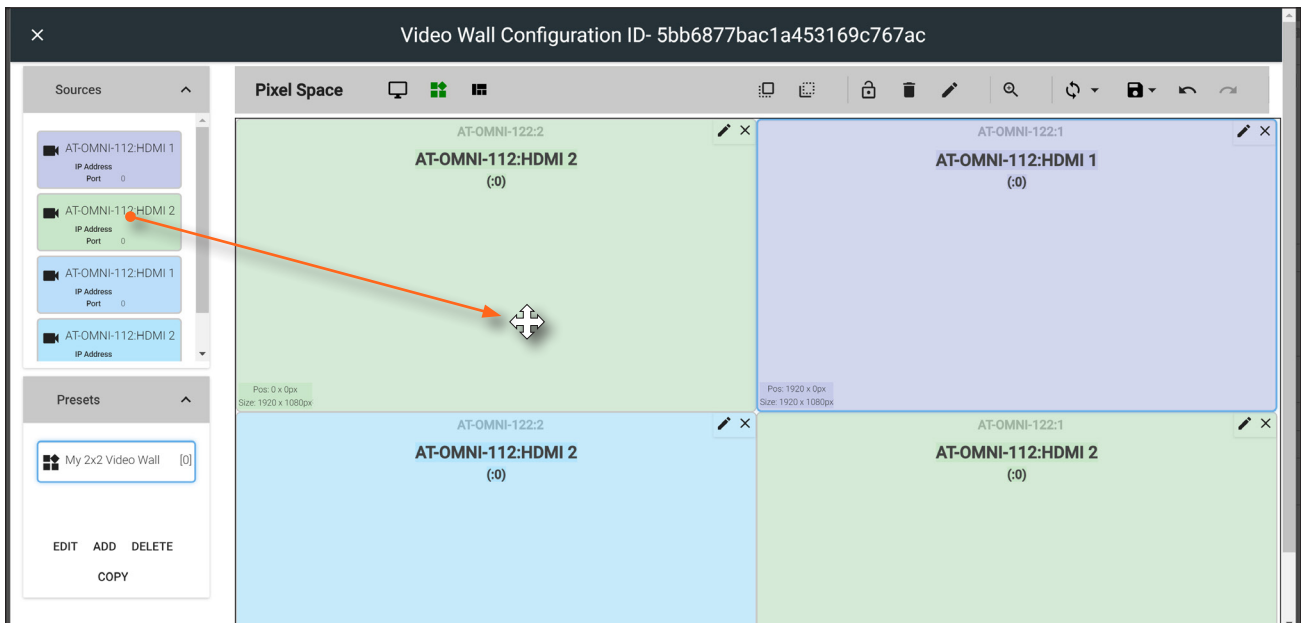 Video Wall Configuration ID- 5bb6877bac1a453169c767ac
Sources
AT-OMNI-112:HDMI 1
IP Address
Port 0
AT-OMNI-112:HDMI 2
IP Address
Port 0
AT-OMNI-112:HDMI 1
IP Address
Port 0
AT-OMNI-112:HDMI 2
IP Address
Presets
My 2x2 Video Wall [0]
EDIT ADD DELETE
COPY
Pixel Space
AT-OMNI-122:2
AT-OMNI-112:HDMI 2
(:0)
Pos: 0 x 0px
Size: 1920 x 1080px
AT-OMNI-122:1
AT-OMNI-112:HDMI 1
(:0)
Pos: 1920 x 0px
Size: 1920 x 1080px
AT-OMNI-122:2
AT-OMNI-112:HDMI 2
(:0)
AT-OMNI-122:1
AT-OMNI-112:HDMI 2
(:0)